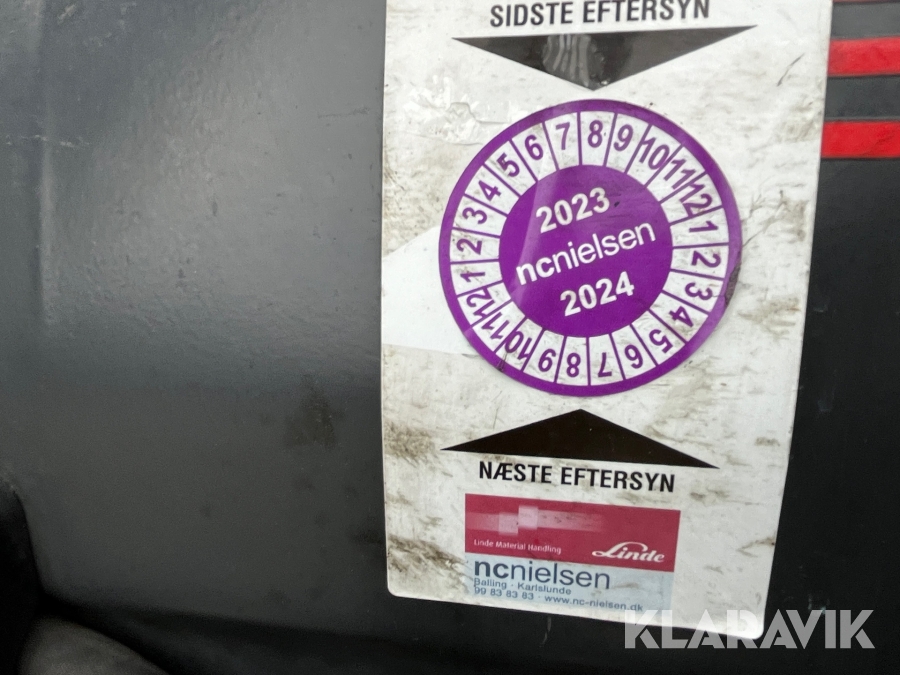 SIDSTE EFTERSYN
1 2 3 4 5 6 7 8 9 10 11 12
2023
ncnielsen
2024
12 11 10 9 8 7 6 5 4 3 2 1
NÆSTE EFTERSYN
Linde Material Handling
Linde
ncnielsen
Balling · Karlslunde
99 83 83 83 · www.nc-nielsen.dk
KLARAVIK